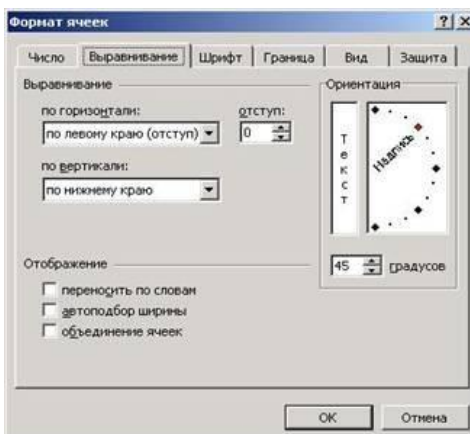 Формат ячеек
Число Выравнивание Шрифт Граница Вид Защита
Выравнивание
по горизонтали:
отступ:
по левому краю (отступ)
0
по вертикали:
по нижнему краю
Ориентация
Текст
Надпись
45 градусов
Отображение
переносить по словам
автоподбор ширины
объединение ячеек
ОК Отмена